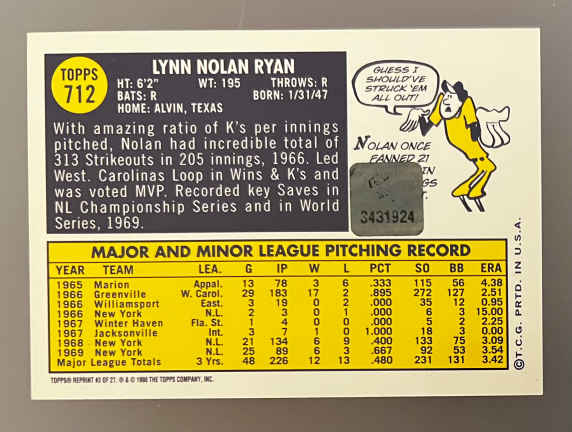 TOPPS
712
LYNN NOLAN RYAN
HT: 6'2" WT: 195 THROWS: R
BATS: R BORN: 1/31/47
HOME: ALVIN, TEXAS
With amazing ratio of K's per innings
pitched, Nolan had incredible total of
313 Strikeouts in 205 innings, 1966. Led
West. Carolinas Loop in Wins & K's and
was voted MVP. Recorded key Saves in
NL Championship Series and in World
Series, 1969.
GUESS I
SHOULD'VE
STRUCK 'EM
ALL OUT!
NOLAN ONCE
FANNED 21
IN
GS
T.
3431924
MAJOR AND MINOR LEAGUE PITCHING RECORD
YEAR TEAM LEA. G IP W L PCT SO BB ERA
1965 Marion Appal. 13 78 3 6 .333 115 56 4.38
1966 Greenville W. Carol. 29 183 17 2 .895 272 127 2.51
1966 Williamsport East. 3 19 0 2 .000 35 12 0.95
1966 New York N.L. 2 3 0 1 .000 6 3 15.00
1967 Winter Haven Fla. St. 1 4 0 0 .000 5 2 2.25
1967 Jacksonville Int. 3 7 1 0 1.000 18 3 0.00
1968 New York N.L. 21 134 6 9 .400 133 75 3.09
1969 New York N.L. 25 89 6 3 .667 92 53 3.54
Major League Totals 3 Yrs. 48 226 12 13 .480 231 131 3.42
©T.C.G. PRTD. IN U.S.A.
TOPPS® REPRINT #3 OF 27. ® & © 1998 THE TOPPS COMPANY, INC.